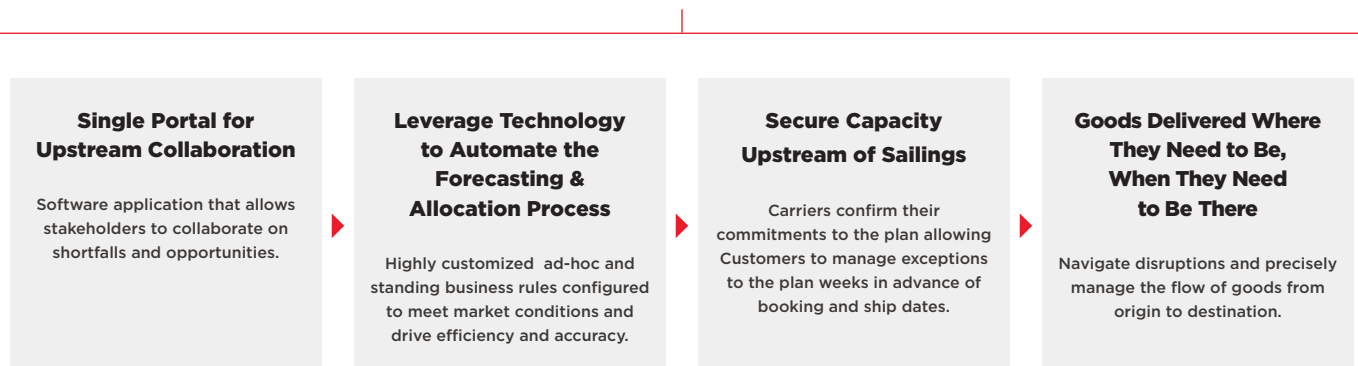 Single Portal for
Upstream Collaboration
Software application that allows
stakeholders to collaborate on
shortfalls and opportunities.
Leverage Technology
to Automate the
Forecasting &
Allocation Process
Highly customized  ad-hoc and
standing business rules configured
to meet market conditions and
drive efficiency and accuracy.
Secure Capacity
Upstream of Sailings
Carriers confirm their
commitments to the plan allowing
Customers to manage exceptions
to the plan weeks in advance of
booking and ship dates.
Goods Delivered Where
They Need to Be,
When They Need
to Be There
Navigate disruptions and precisely
manage the flow of goods from
origin to destination.